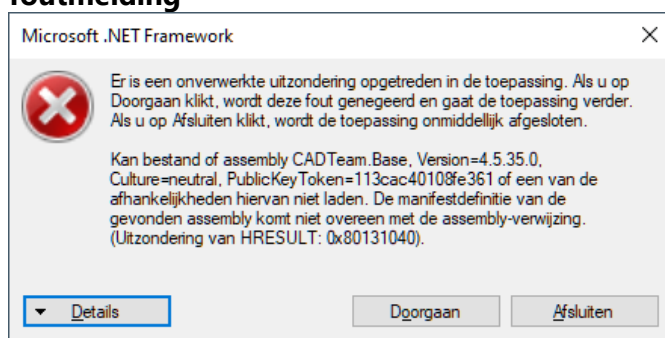 foutmelding
Microsoft .NET Framework
Er is een onverwerkte uitzondering opgetreden in de toepassing. Als u op
Doorgaan klikt, wordt deze fout genegeerd en gaat de toepassing verder.
Als u op Afsluiten klikt, wordt de toepassing onmiddellijk afgesloten.
Kan bestand of assembly CADTeam.Base, Version=4.5.35.0,
Culture=neutral, PublicKeyToken=113cac40108fe361 of een van de
afhankelijkheden hiervan niet laden. De manifestdefinitie van de
gevonden assembly komt niet overeen met de assembly-verwijzing.
(Uitzondering van HRESULT: 0x80131040).
Details
Doorgaan
Afsluiten